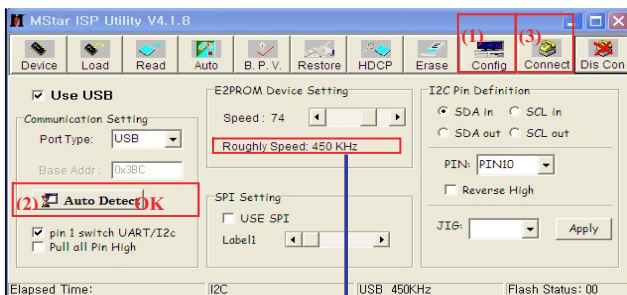 MStar ISP Utility V4.1.8
(1) (3)
Device Load Read Auto B. P. V. Restore HDCP Erase Config Connect Dis Con
Use USB
Communication Setting
Port Type: USB
Base Addr: 0x3BC
(2) Auto Detect OK
pin 1 switch UART/I2c
Pull all Pin High
E2PROM Device Setting
Speed: 74
Roughly Speed: 450 KHz
SPI Setting
USE SPI
Label1
I2C Pin Definition
SDA in SCL in
SDA out SCL out
PIN: PIN10
Reverse High
JIG: Apply
Elapsed Time: I2C USB 450KHz Flash Status: 00